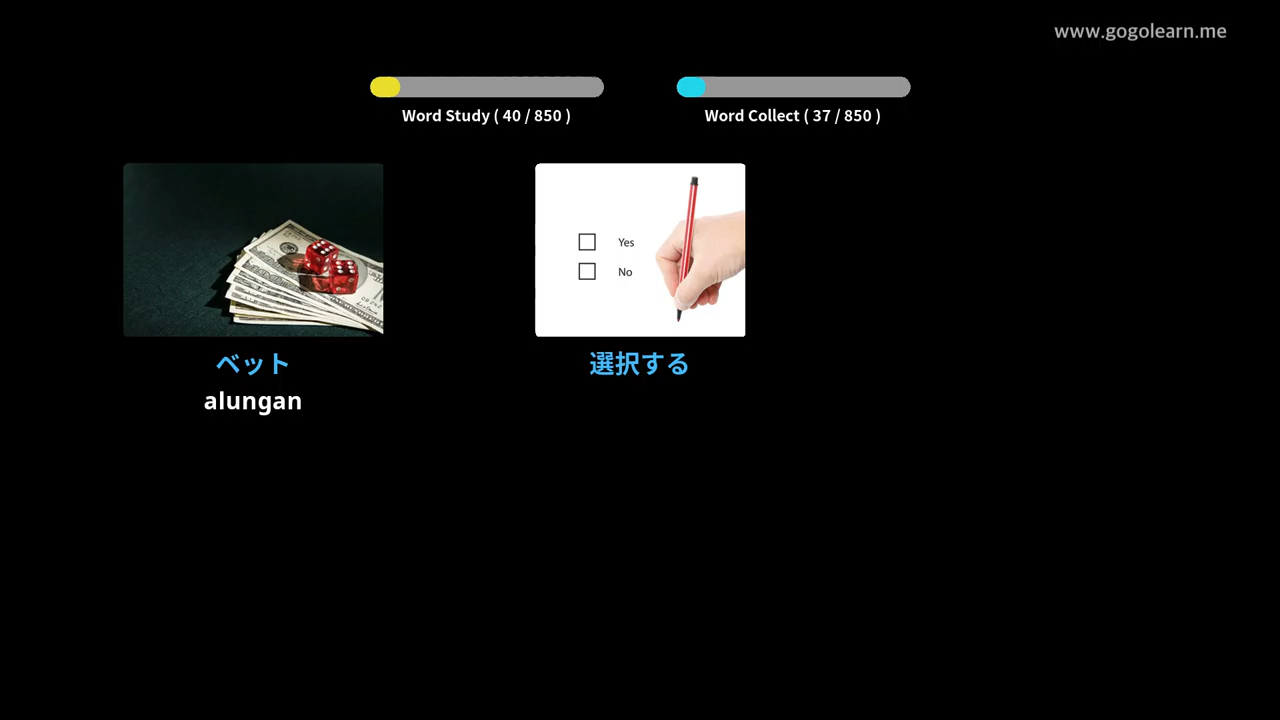 www.gogolearn.me
Word Study ( 40 / 850 )
Word Collect ( 37 / 850 )
Yes
No
ベット
選択する
alungan